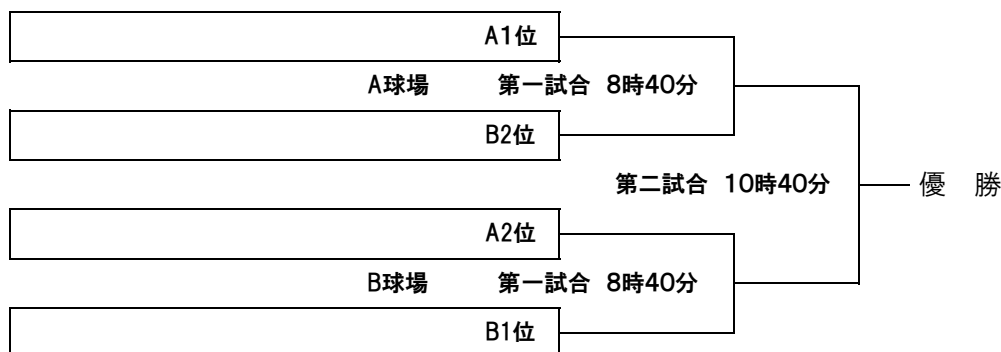 A1位
A球場 第一試合 8時40分
B2位
第二試合 10時40分
優 勝
A2位
B球場 第一試合 8時40分
B1位